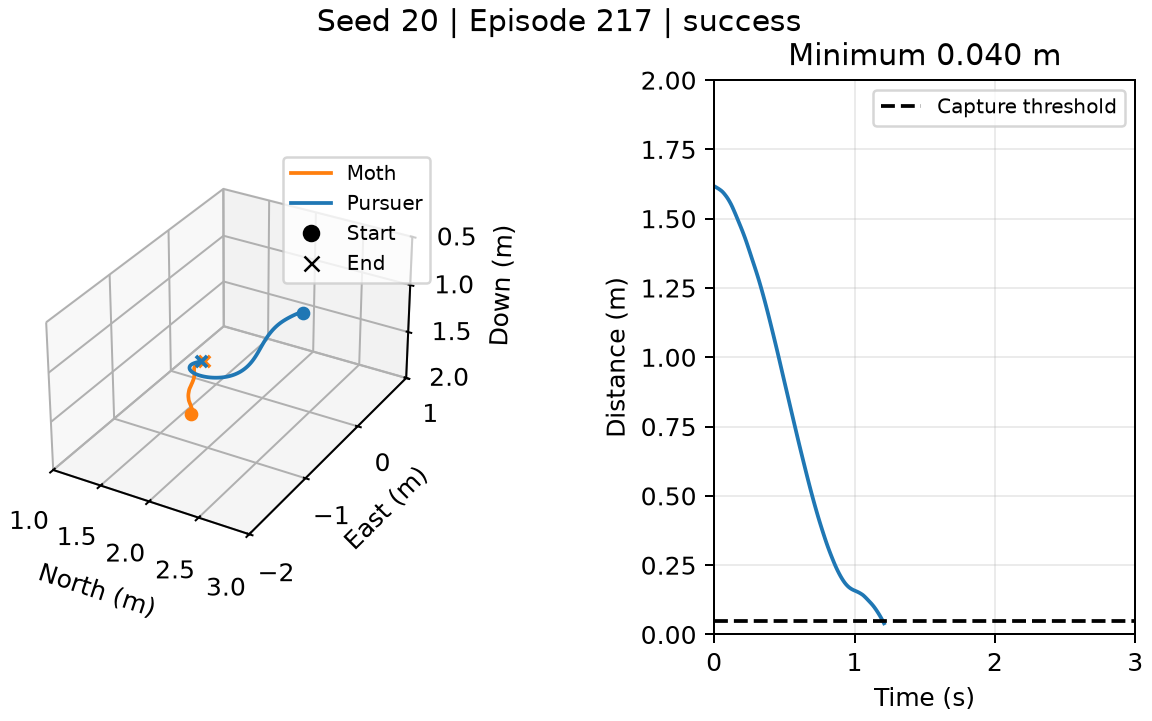 Seed 20 | Episode 217 | success
Moth
Pursuer
Start
End
0.5
1.0
1.5
2.0
Down (m)
1
0
−1
−2
East (m)
1.0
1.5
2.0
2.5
3.0
North (m)
Minimum 0.040 m
Capture threshold
2.00
1.75
1.50
1.25
1.00
0.75
0.50
0.25
0.00
Distance (m)
0 1 2 3
Time (s)